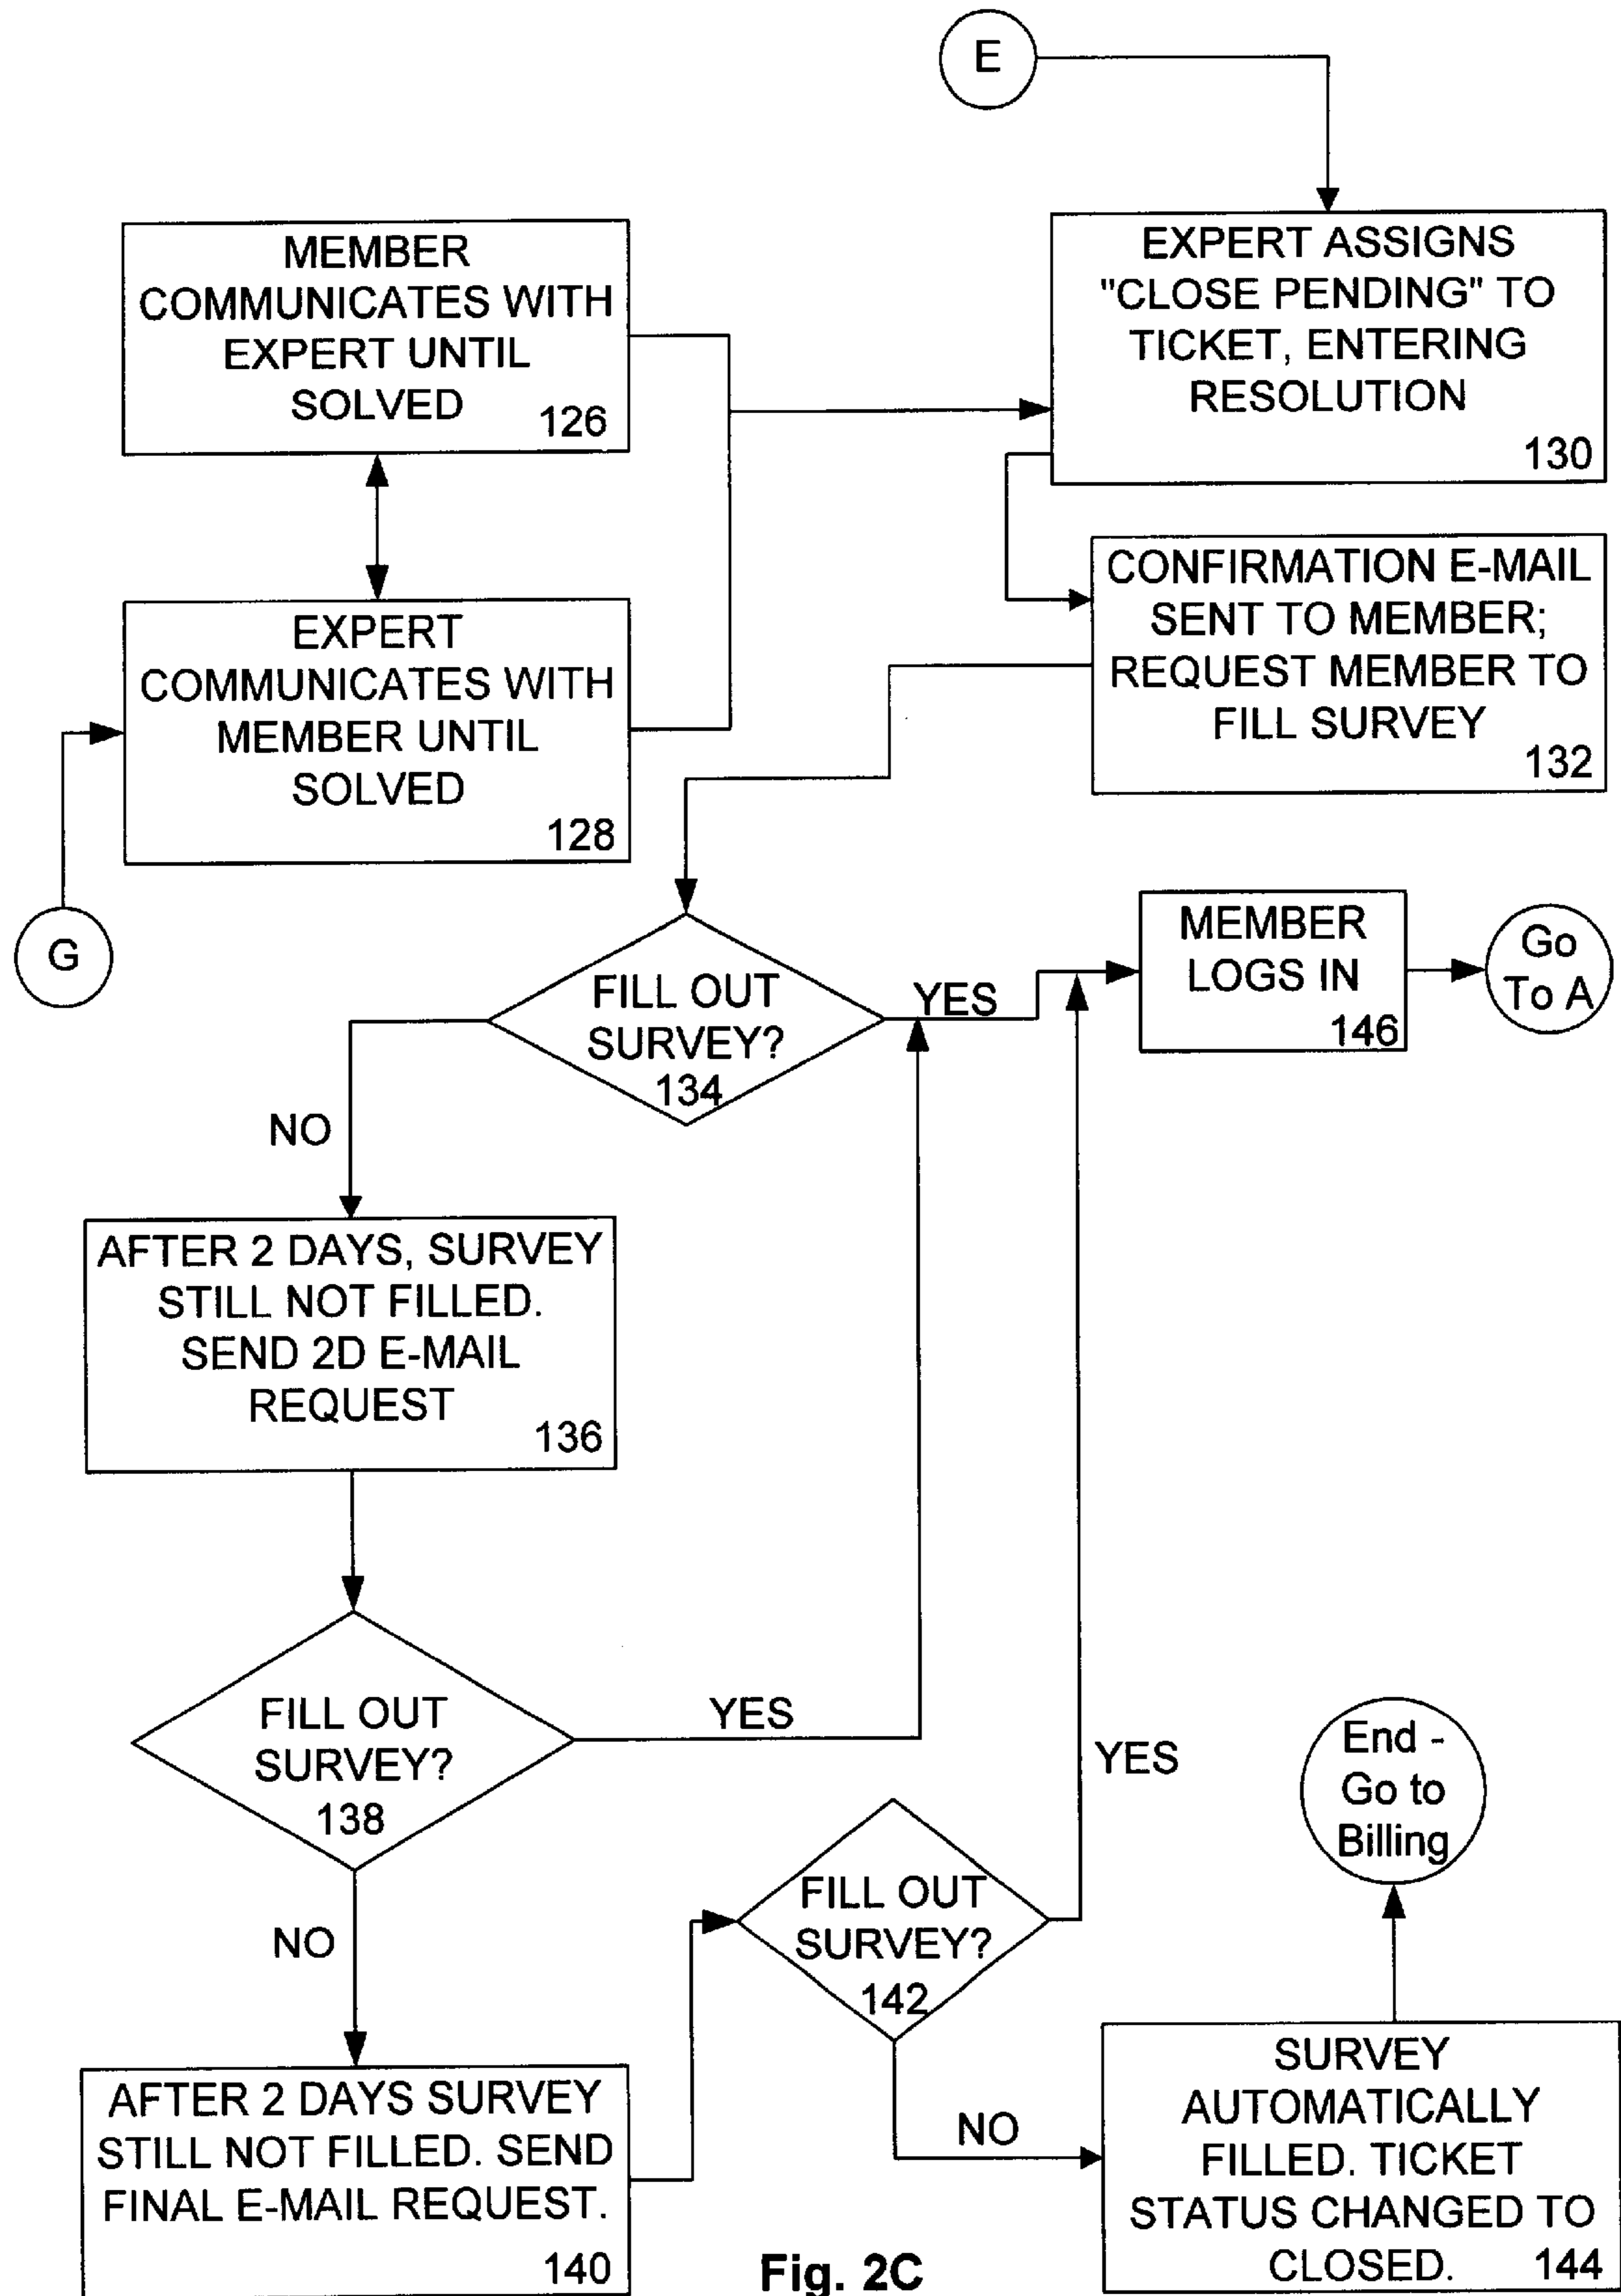 E
MEMBER
COMMUNICATES WITH
EXPERT UNTIL
SOLVED
126
EXPERT ASSIGNS
"CLOSE PENDING" TO
TICKET, ENTERING
RESOLUTION
130
EXPERT
COMMUNICATES WITH
MEMBER UNTIL
SOLVED
128
CONFIRMATION E-MAIL
SENT TO MEMBER;
REQUEST MEMBER TO
FILL SURVEY
132
G
FILL OUT
SURVEY?
134
YES
NO
MEMBER
LOGS IN
146
Go
To A
AFTER 2 DAYS, SURVEY
STILL NOT FILLED.
SEND 2D E-MAIL
REQUEST
136
FILL OUT
SURVEY?
138
YES
NO
AFTER 2 DAYS SURVEY
STILL NOT FILLED. SEND
FINAL E-MAIL REQUEST.
140
FILL OUT
SURVEY?
142
YES
NO
End -
Go to
Billing
SURVEY
AUTOMATICALLY
FILLED. TICKET
STATUS CHANGED TO
CLOSED.
144
Fig. 2C